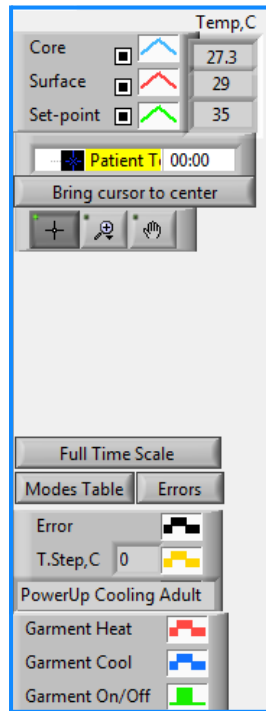 Temp,C
Core 27.3
Surface 29
Set-point 35
Patient T 00:00
Bring cursor to center
Full Time Scale
Modes Table Errors
Error
T.Step,C 0
PowerUp Cooling Adult
Garment Heat
Garment Cool
Garment On/Off